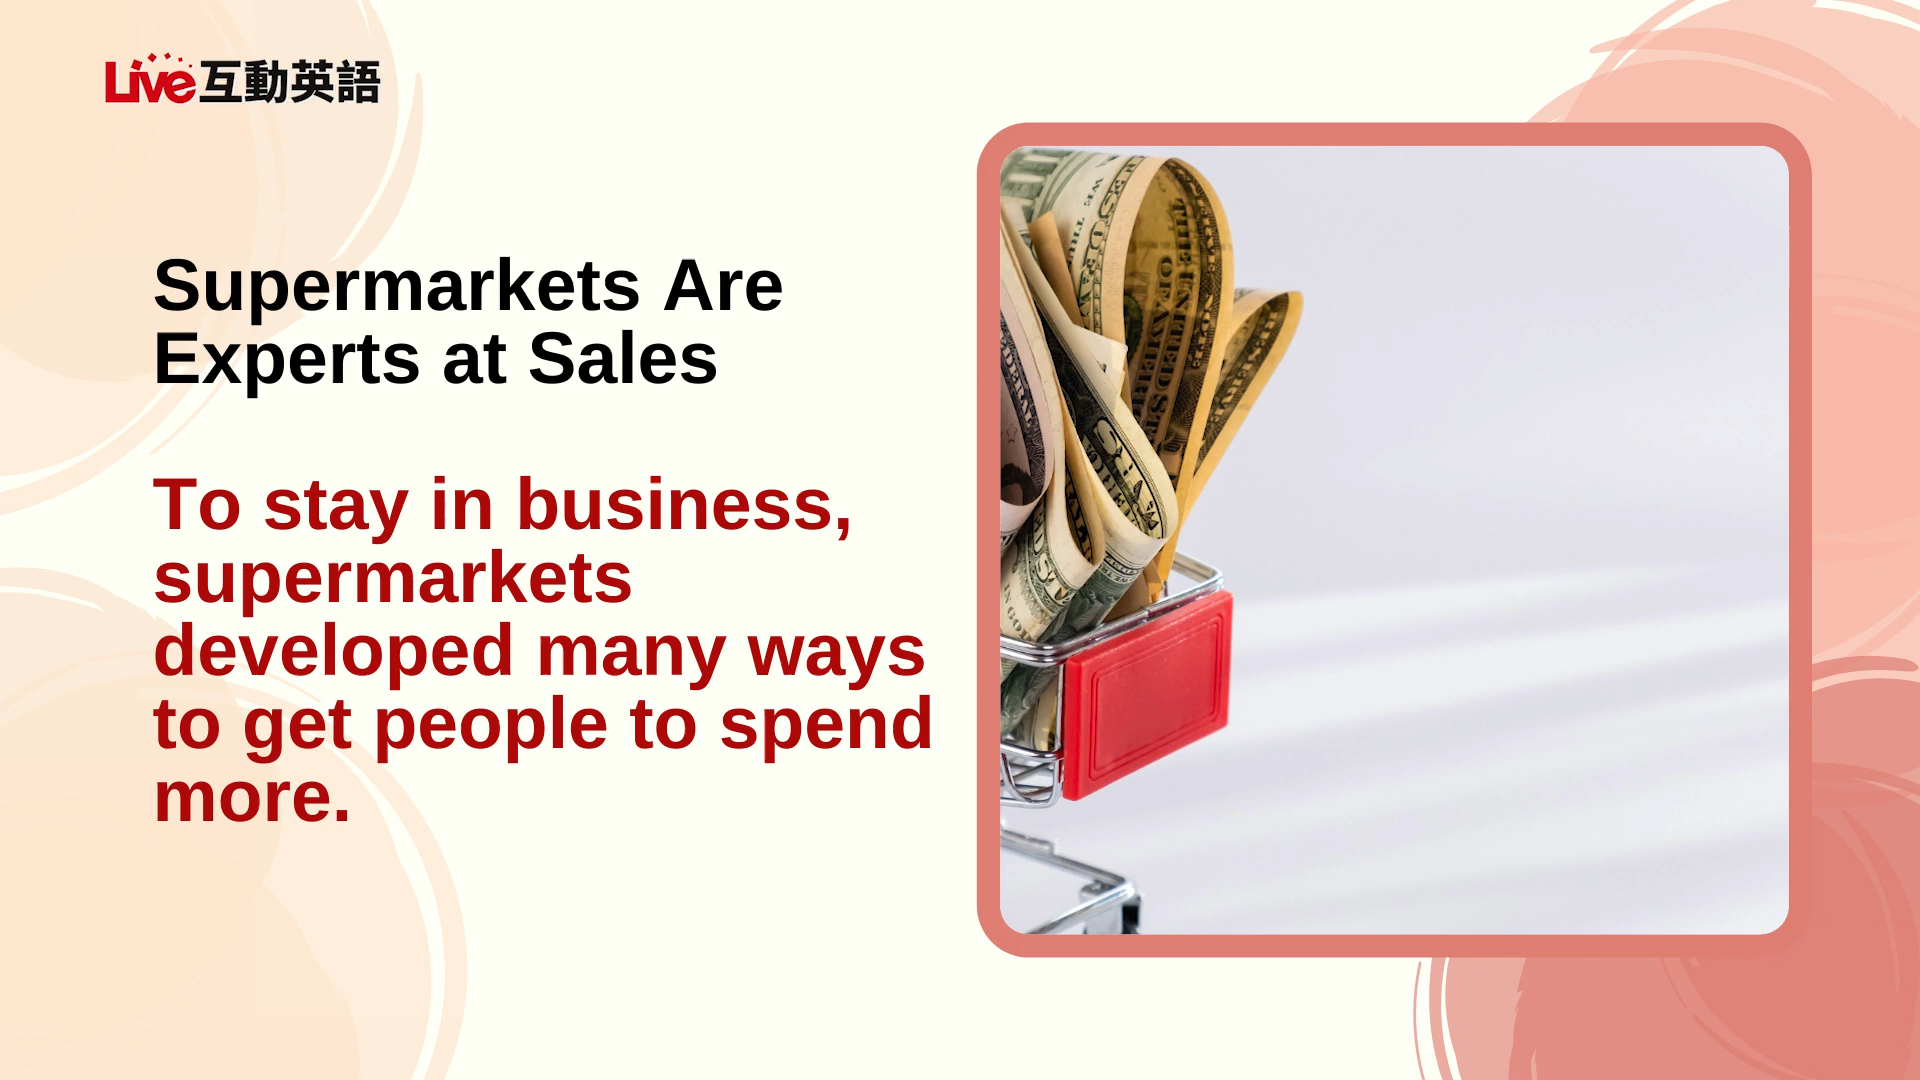 Live互動英語
Supermarkets Are
Experts at Sales
To stay in business,
supermarkets
developed many ways
to get people to spend
more.